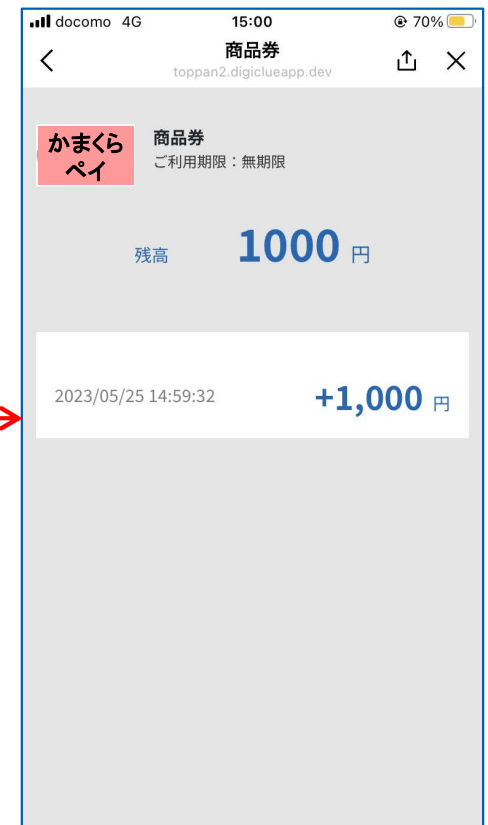 docomo 4G 15:00 70%
商品券
toppan2.digiclueapp.dev
かまくら
ペイ
商品券
ご利用期限：無期限
残高 1000 円
2023/05/25 14:59:32 +1,000 円